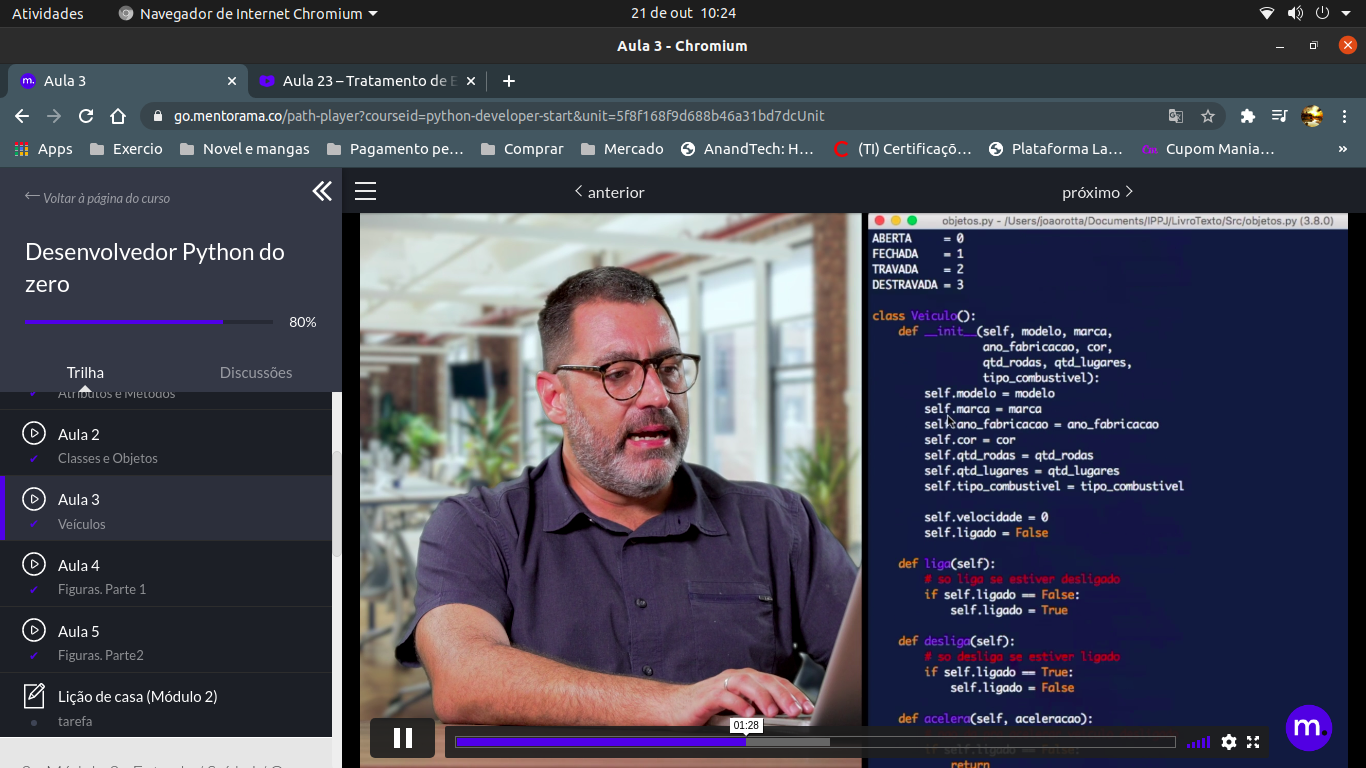 Atividades
Navegador de Internet Chromium
21 de out 10:24
Aula 3 - Chromium
m. Aula 3
Aula 23 – Tratamento de E
go.mentorama.co/path-player?courseid=python-developer-start&unit=5f8f168f9d688b46a31bd7dcUnit
Apps
Exercio
Novel e mangas
Pagamento pe...
Comprar
Mercado
AnandTech: H...
(TI) Certificaçõ...
Plataforma La...
Cupom Mania...
»
Voltar à página do curso
Desenvolvedor Python do
zero
80%
Trilha
Discussões
Atributos e Métodos
Aula 2
Classes e Objetos
Aula 3
Veículos
Aula 4
Figuras. Parte 1
Aula 5
Figuras. Parte2
Lição de casa (Módulo 2)
tarefa
anterior
próximo
objetos.py - /Users/joaorotta/Documents/IPPJ/LivroTexto/Src/objetos.py (3.8.0)
ABERTA = 0
FECHADA = 1
TRAVADA = 2
DESTRAVADA = 3
class Veiculo():
def __init__(self, modelo, marca,
ano_fabricacao, cor,
qtd_rodas, qtd_lugares,
tipo_combustivel):
self.modelo = modelo
self.marca = marca
self.ano_fabricacao = ano_fabricacao
self.cor = cor
self.qtd_rodas = qtd_rodas
self.qtd_lugares = qtd_lugares
self.tipo_combustivel = tipo_combustivel
self.velocidade = 0
self.ligado = False
def liga(self):
# so liga se estiver desligado
if self.ligado == False:
self.ligado = True
def desliga(self):
# so desliga se estiver ligado
if self.ligado == True:
self.ligado = False
def acelera(self, aceleracao):
if self.ligado == False:
return
01:28
m.